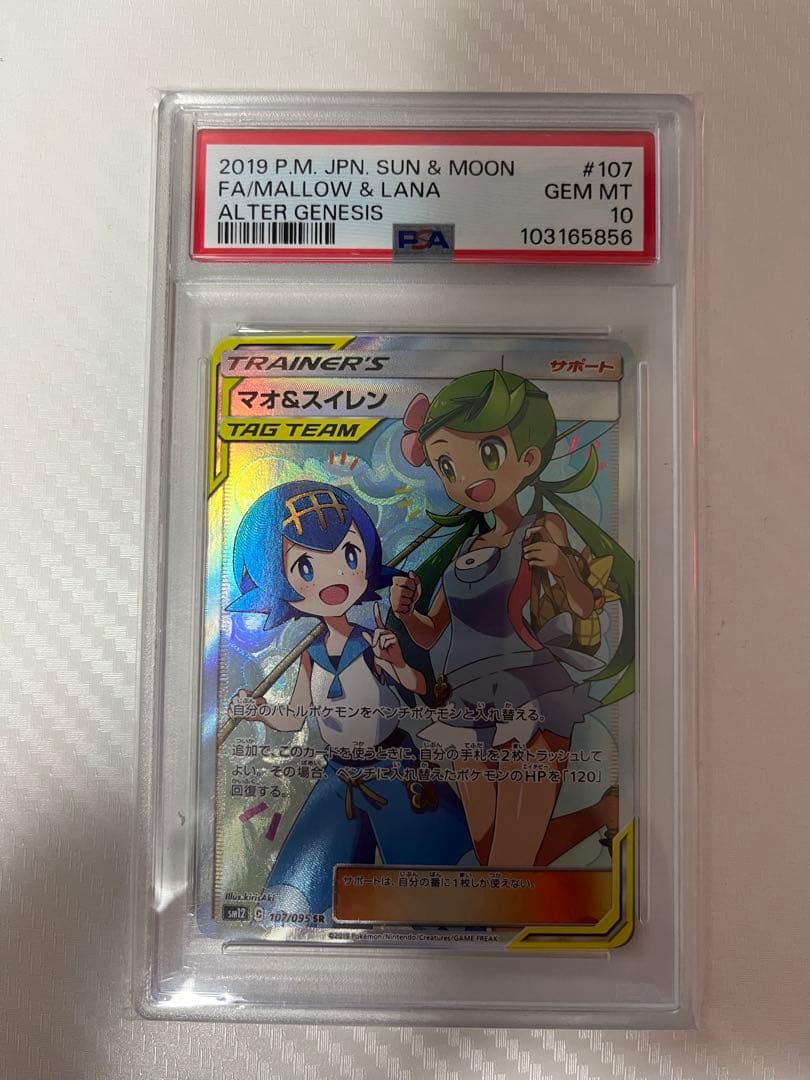 2019 P.M. JPN. SUN & MOON #107
FA/MALLOW & LANA GEM MT
ALTER GENESIS 10
PSA 103165856
TRAINER'S サポート
マオ&スイレン
TAG TEAM
自分のバトルポケモンをベンチポケモンと入れ替える。
追加で、このカードを使うときに、自分の手札を2枚トラッシュして
よい。その場合、ベンチに入れ替えたポケモンのHPを「120」
回復する。
サポートは、自分の番に1枚しか使えない。
Illus.kirisAki
sm12 C 107/095 SR
©2019 Pokémon/Nintendo/Creatures/GAME FREAK